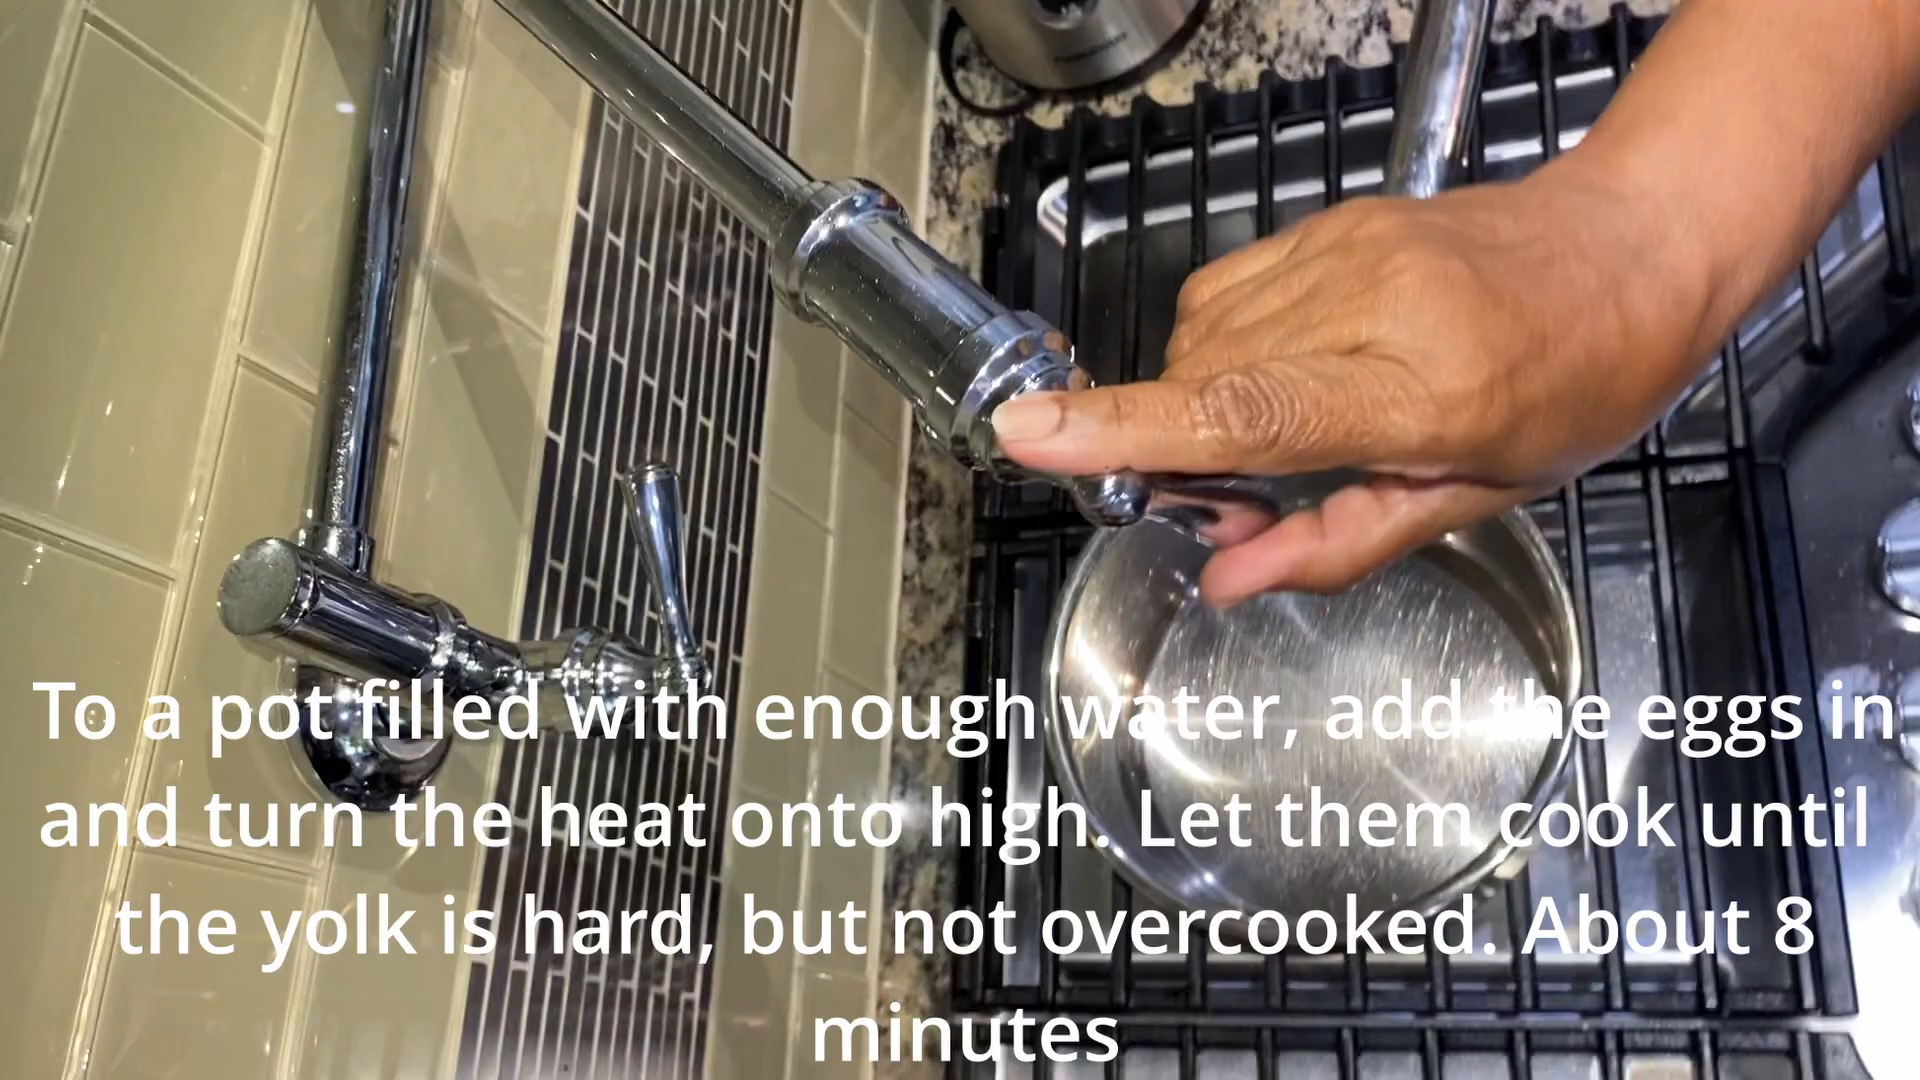 To a pot filled with enough water, add the eggs in
and turn the heat onto high. Let them cook until
the yolk is hard, but not overcooked. About 8
minutes